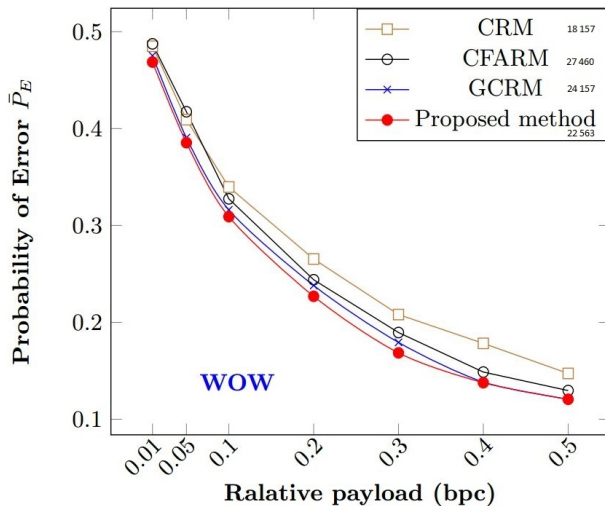 CRM 18 157
CFARM 27 460
GCRM 24 157
Proposed method 22 563
0.5
0.4
0.3
0.2
0.1
Probability of Error P̄_E
WOW
0.01 0.05 0.1 0.2 0.3 0.4 0.5
Ralative payload (bpc)